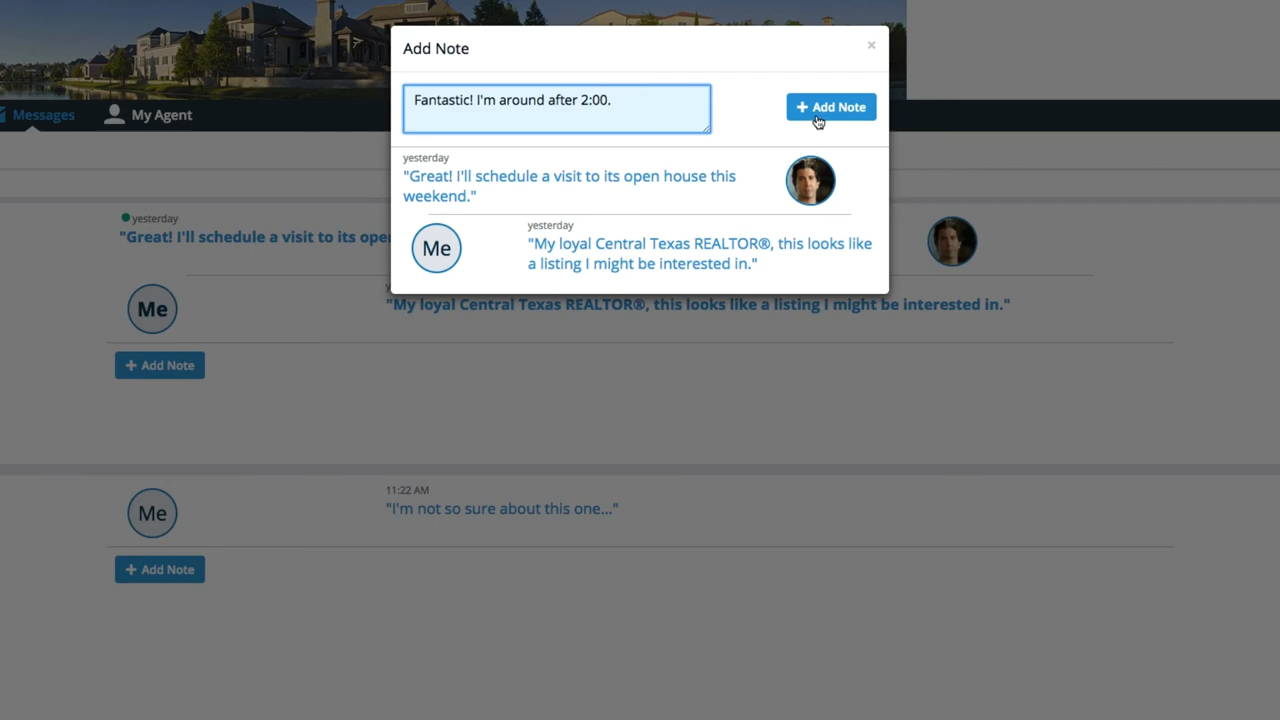 Add Note
×
Fantastic! I'm around after 2:00.
+ Add Note
yesterday
"Great! I'll schedule a visit to its open house this
weekend."
Me
yesterday
"My loyal Central Texas REALTOR®, this looks like
a listing I might be interested in."
Messages
My Agent
yesterday
"Great! I'll schedule a visit to its ope
Me
"My loyal Central Texas REALTOR®, this looks like a listing I might be interested in."
+ Add Note
Me
11:22 AM
"I'm not so sure about this one..."
+ Add Note